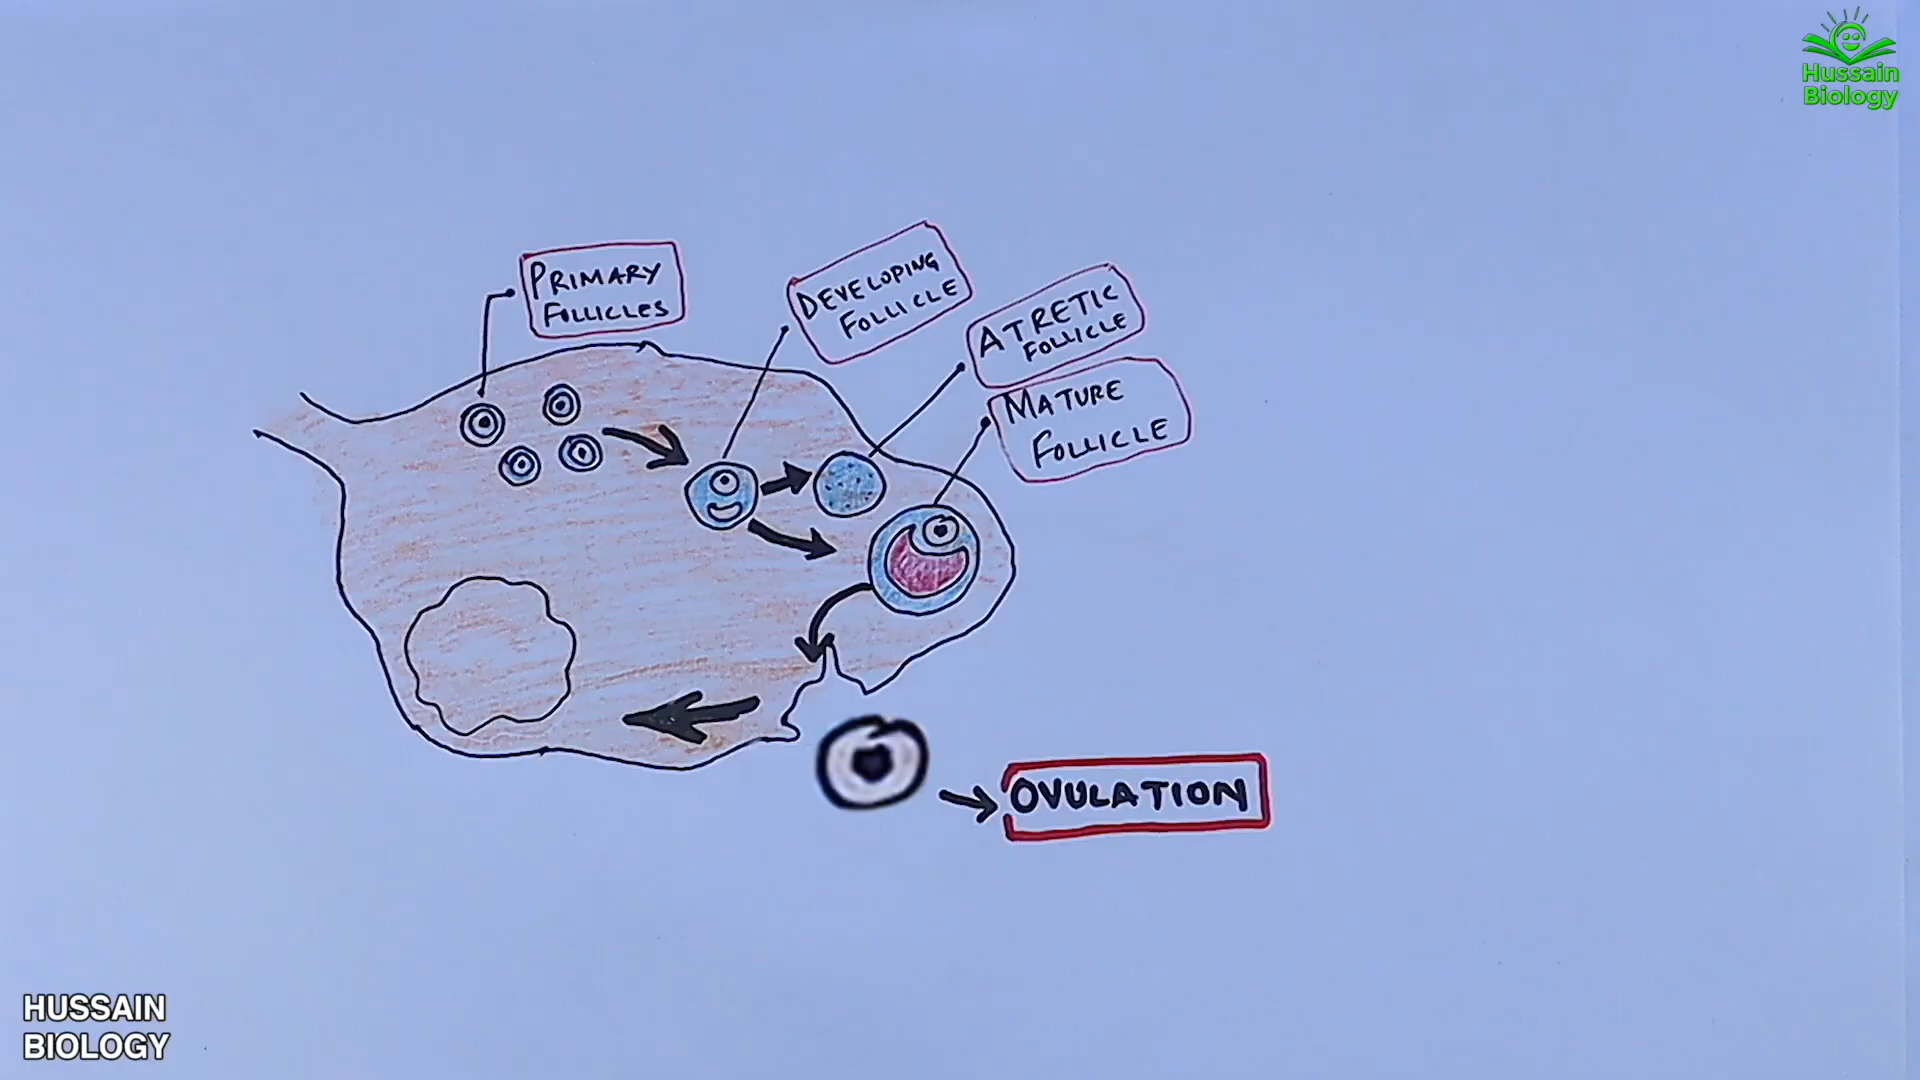 Hussain
Biology
PRIMARY
FOLLICLES
DEVELOPING
FOLLICLE
ATRETIC
FOLLICLE
MATURE
FOLLICLE
OVULATION
HUSSAIN
BIOLOGY